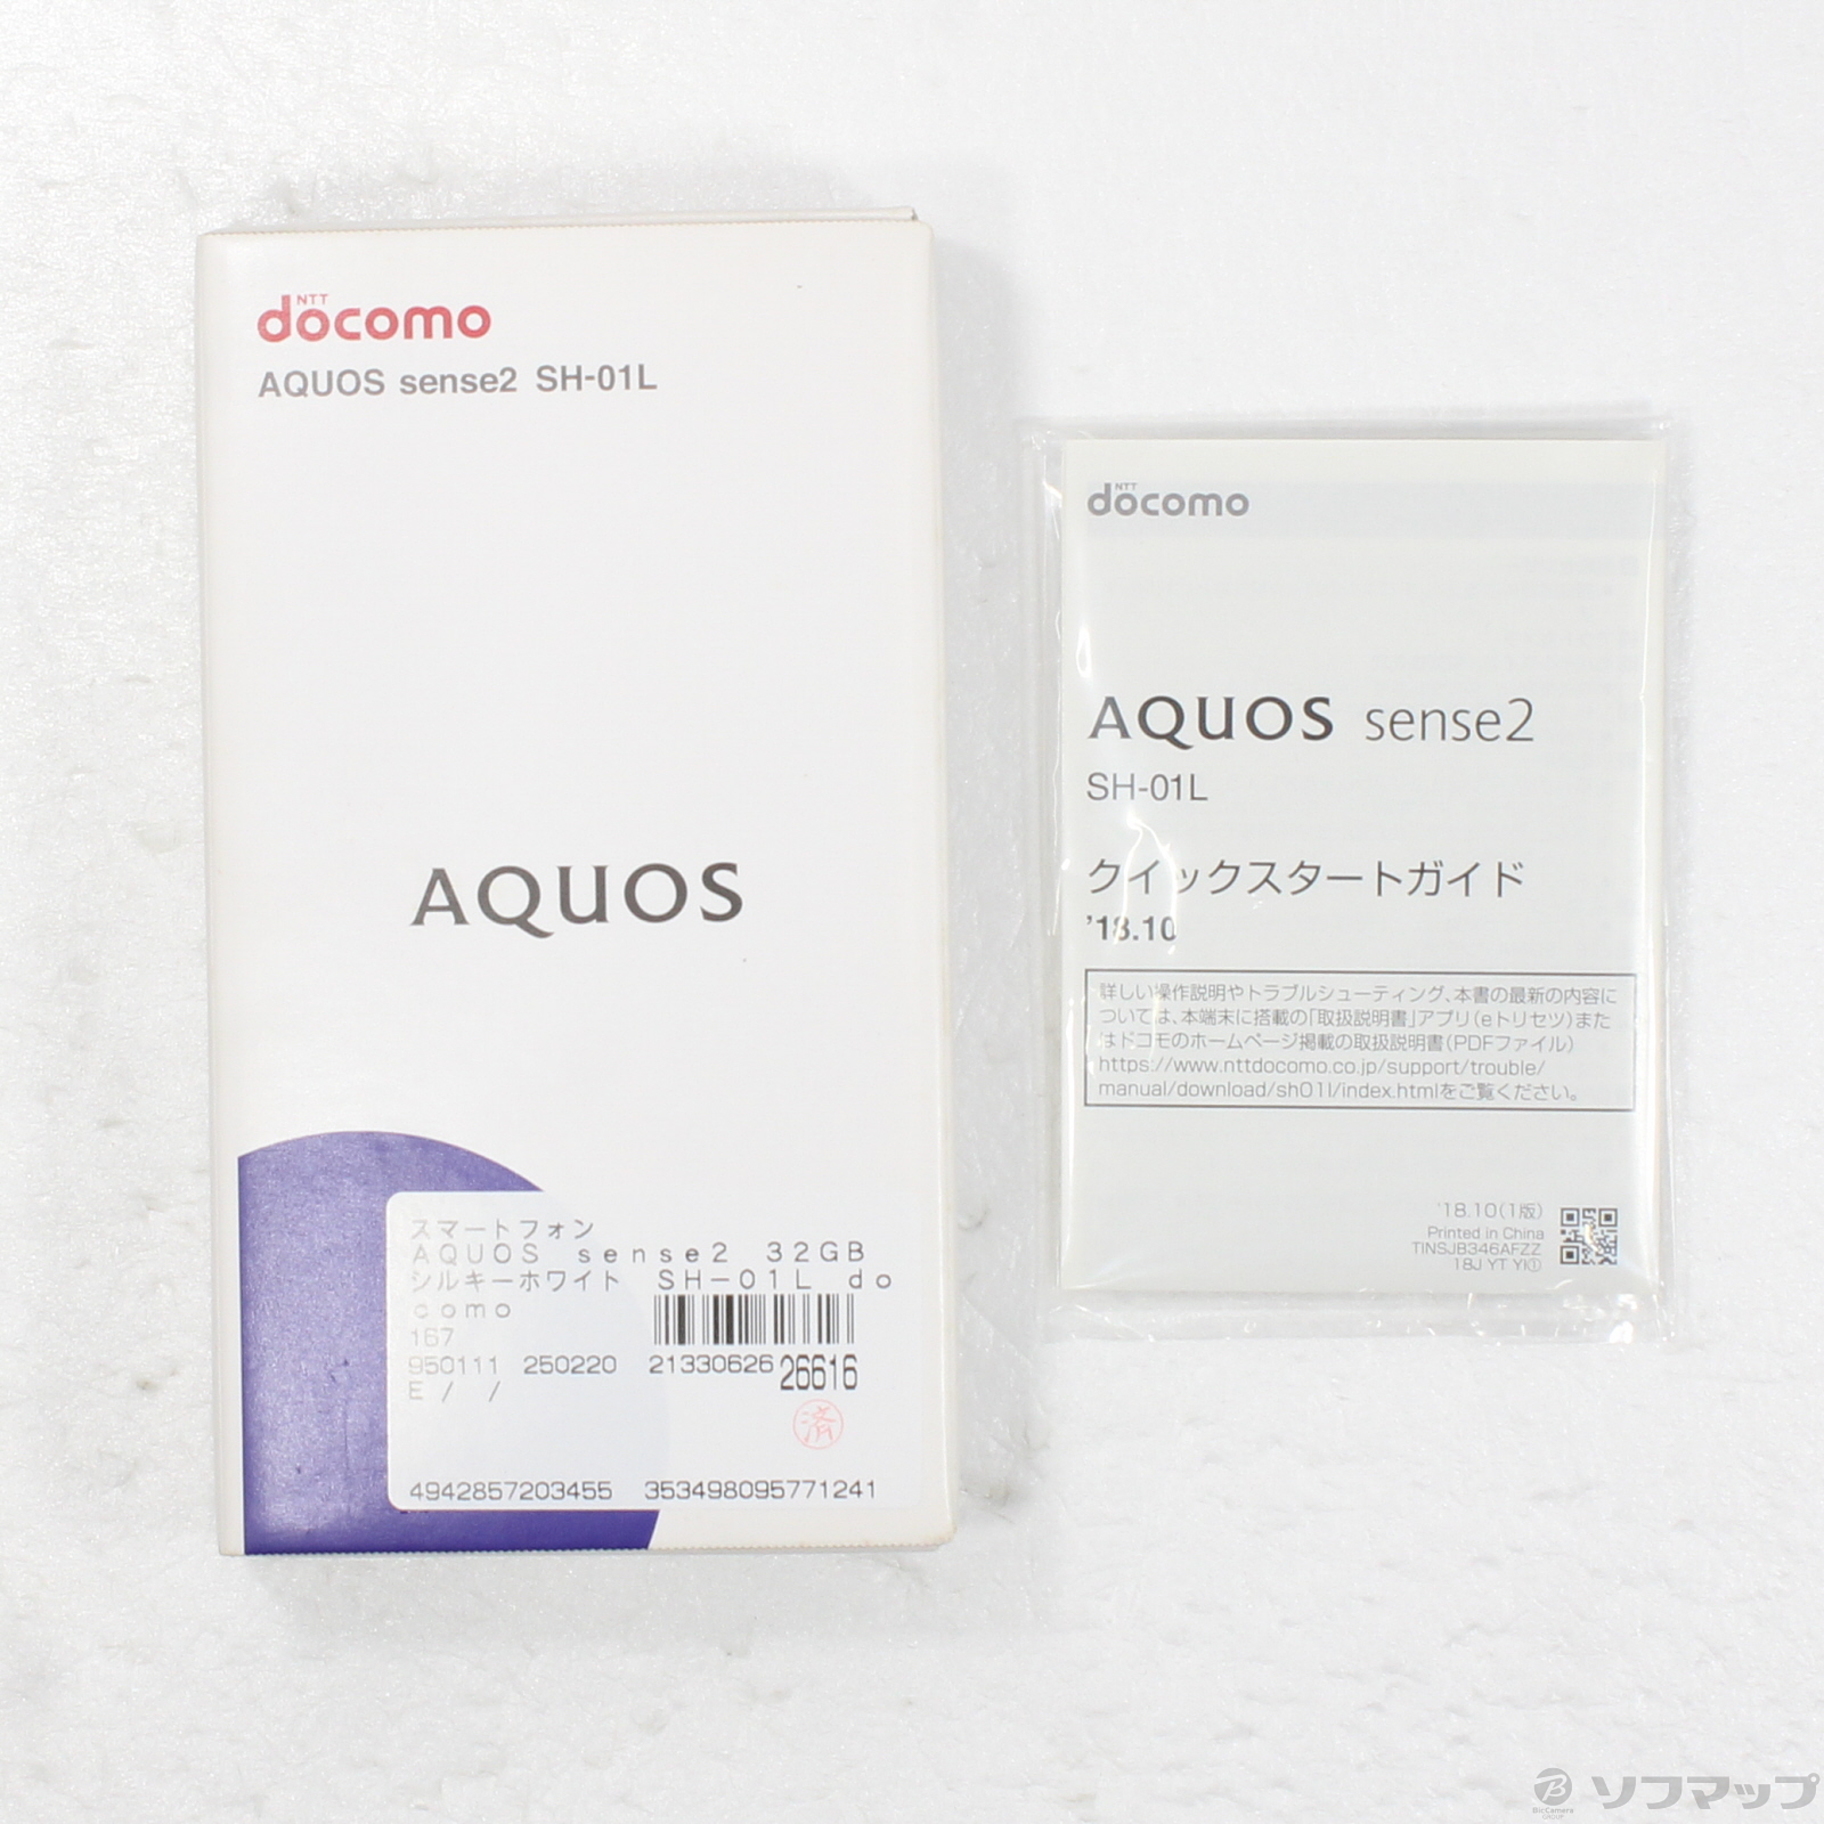 NTT
docomo
AQUOS sense2 SH-01L
AQUOS
スマートフォン
AQUOS sense2 32GB
シルキーホワイト SH-01L do
como
167
950111 250220 21330626 26616
E / /
済
4942857203455 353498095771241
NTT
docomo
AQUOS sense2
SH-01L
クイックスタートガイド
'18.10
詳しい操作説明やトラブルシューティング、本書の最新の内容に
ついては、本端末に搭載の「取扱説明書」アプリ(eトリセツ)また
はドコモのホームページ掲載の取扱説明書(PDFファイル)
https://www.nttdocomo.co.jp/support/trouble/
manual/download/sh01l/index.htmlをご覧ください。
'18.10(1版)
Printed in China
TINSJB346AFZZ
18J YT YI①
BicCamera
GROUP
ソフマップ